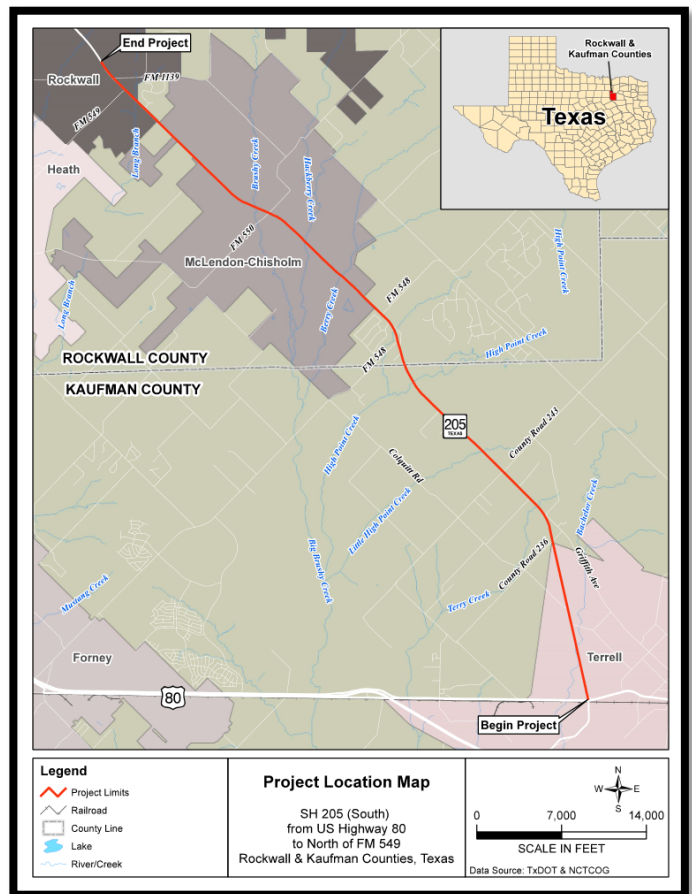 End Project
Rockwall
FM 1139
FM 549
Long Branch
Heath
Brushy Creek
Hackberry Creek
FM 550
McLendon-Chisholm
Long Branch
Berry Creek
FM 548
High Point Creek
ROCKWALL COUNTY
KAUFMAN COUNTY
FM 548
High Point Creek
205
TEXAS
County Road 243
High Point Creek
Colquitt Rd
Little High Point Creek
Bachelor Creek
Big Brushy Creek
County Road 236
Griffith Ave
Mustang Creek
Terry Creek
Forney
Terrell
80
Begin Project
Rockwall &
Kaufman Counties
Texas
Legend
Project Limits
Railroad
County Line
Lake
River/Creek
Project Location Map
SH 205 (South)
from US Highway 80
to North of FM 549
Rockwall & Kaufman Counties, Texas
N
W
E
S
0 7,000 14,000
SCALE IN FEET
Data Source: TxDOT & NCTCOG